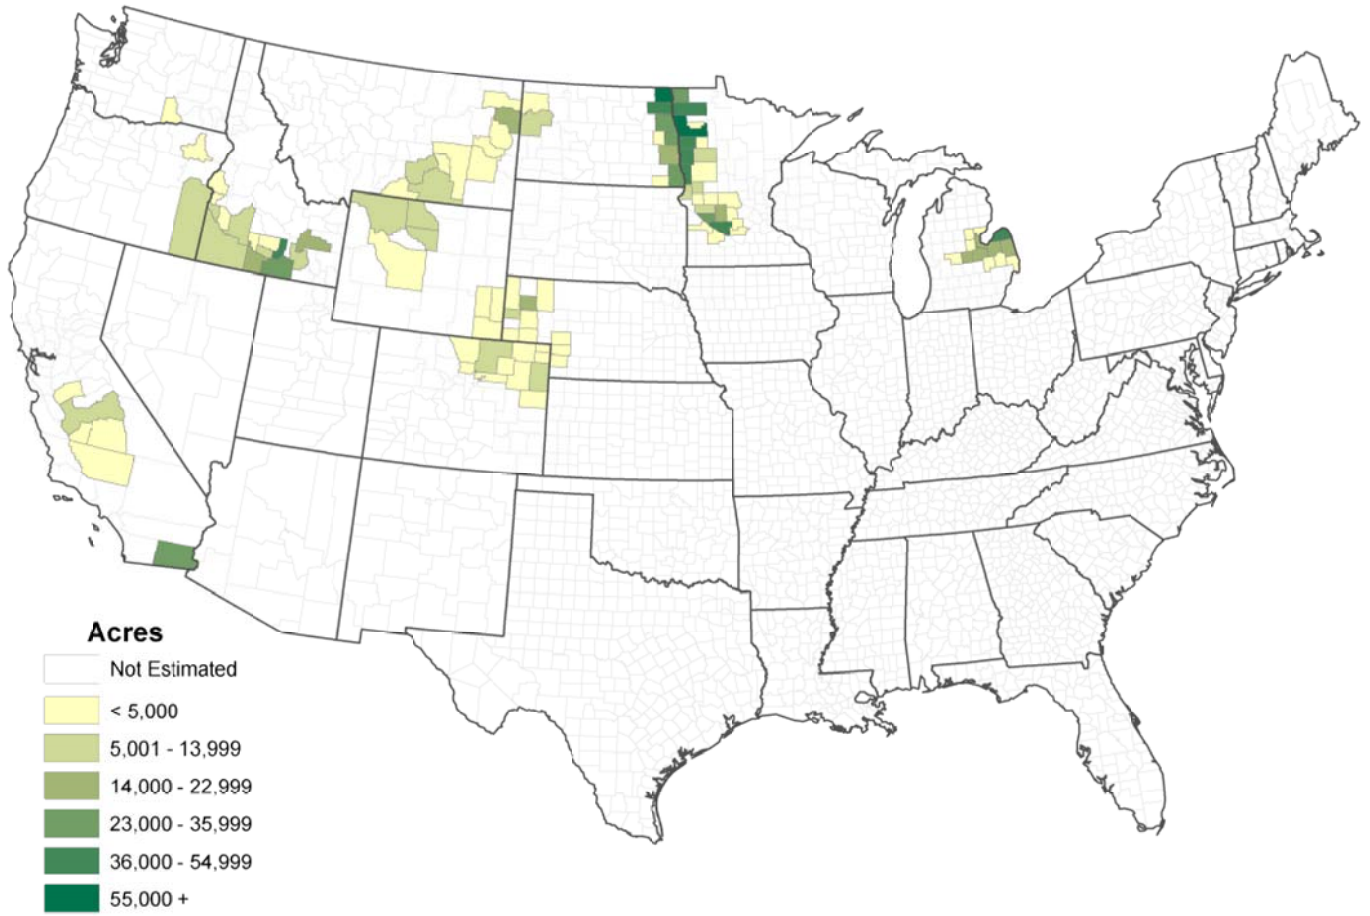 Acres
Not Estimated
< 5,000
5,001 - 13,999
14,000 - 22,999
23,000 - 35,999
36,000 - 54,999
55,000 +